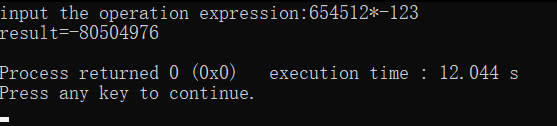 input the operation expression:654512*-123
result=-80504976
Process returned 0 (0x0)   execution time : 12.044 s
Press any key to continue.